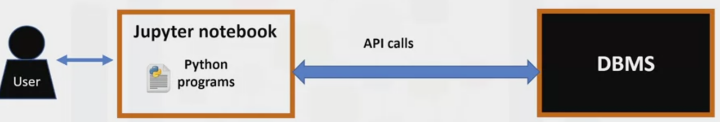 User
Jupyter notebook
Python
programs
API calls
DBMS